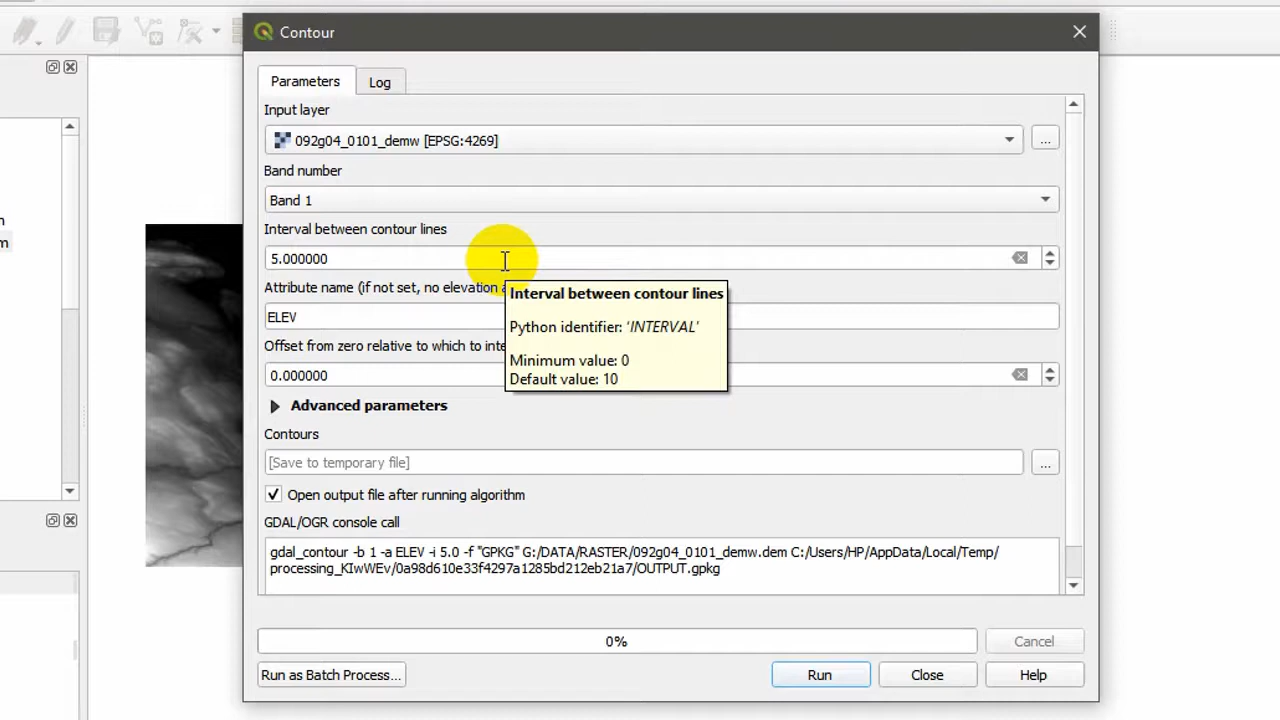 Contour
Parameters
Log
Input layer
092g04_0101_demw [EPSG:4269]
...
Band number
Band 1
Interval between contour lines
5.000000
Attribute name (if not set, no elevation a
Interval between contour lines
Python identifier: 'INTERVAL'
Minimum value: 0
Default value: 10
ELEV
Offset from zero relative to which to inte
0.000000
Advanced parameters
Contours
[Save to temporary file]
...
Open output file after running algorithm
GDAL/OGR console call
gdal_contour -b 1 -a ELEV -i 5.0 -f "GPKG" G:/DATA/RASTER/092g04_0101_demw.dem C:/Users/HP/AppData/Local/Temp/
processing_KIwWEv/0a98d610e33f4297a1285bd212eb21a7/OUTPUT.gpkg
0%
Cancel
Run as Batch Process...
Run
Close
Help